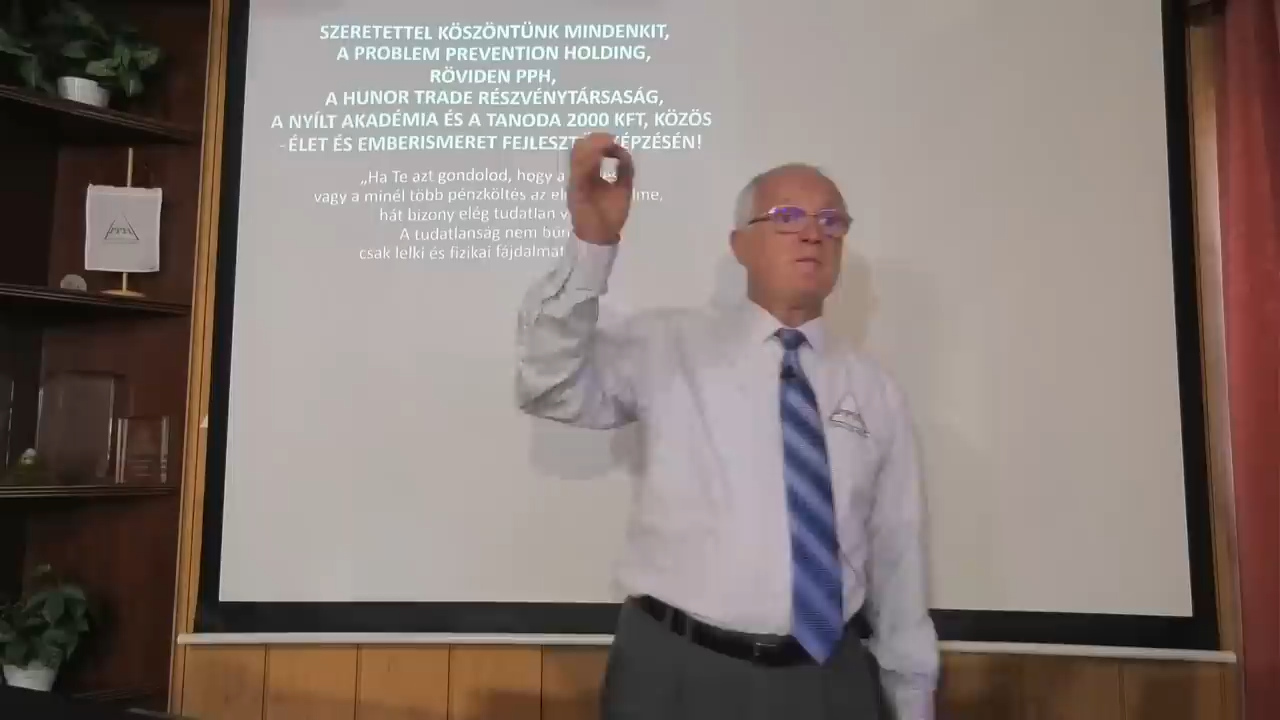 SZERETETTEL KÖSZÖNTÜNK MINDENKIT,
A PROBLEM PREVENTION HOLDING,
RÖVIDEN PPH,
A HUNOR TRADE RÉSZVÉNYTÁRSASÁG,
A NYÍLT AKADÉMIA ÉS A TANODA 2000 KFT, KÖZÖS
- ÉLET ÉS EMBERISMERET
„Ha Te azt gondolod, hogy a
vagy a minél több pénzköltés az
hát bizony elég tudatlan
A tudatlanság nem
csak lelki és fizikai fájdalmat